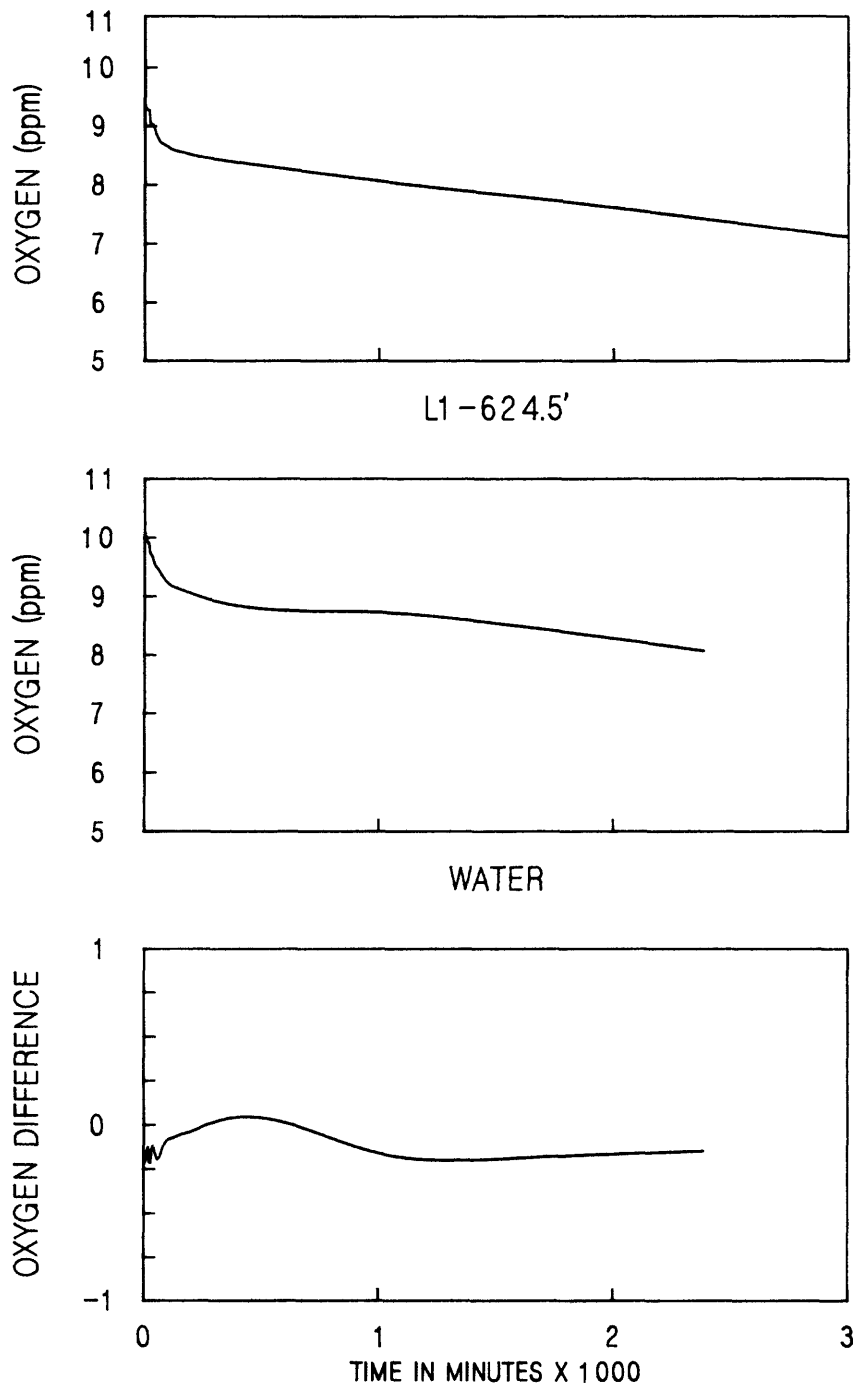 11
10
9
8
7
6
5
OXYGEN (ppm)
L1-624.5'
11
10
9
8
7
6
5
OXYGEN (ppm)
WATER
1
0
-1
OXYGEN DIFFERENCE
0 1 2 3
TIME IN MINUTES X 1000